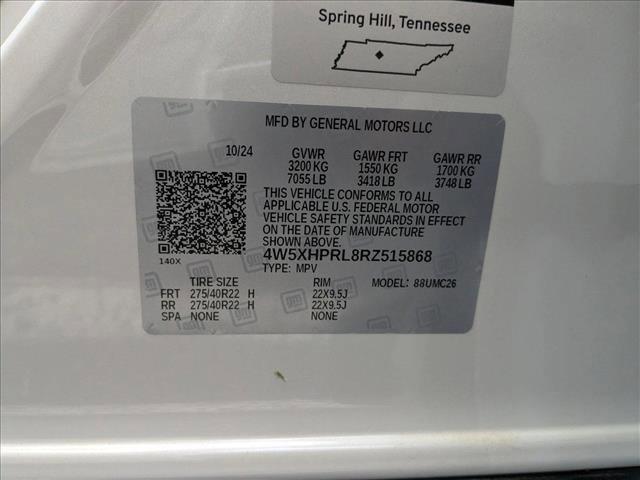 Spring Hill, Tennessee
MFD BY GENERAL MOTORS LLC
10/24 GVWR GAWR FRT GAWR RR
3200 KG 1550 KG 1700 KG
7055 LB 3418 LB 3748 LB
THIS VEHICLE CONFORMS TO ALL
APPLICABLE U.S. FEDERAL MOTOR
VEHICLE SAFETY STANDARDS IN EFFECT
ON THE DATE OF MANUFACTURE
SHOWN ABOVE.
140X
4W5XHPRL8RZ515868
TYPE: MPV
TIRE SIZE RIM MODEL: 88UMC26
FRT 275/40R22 H 22X9.5J
RR 275/40R22 H 22X9.5J
SPA NONE NONE